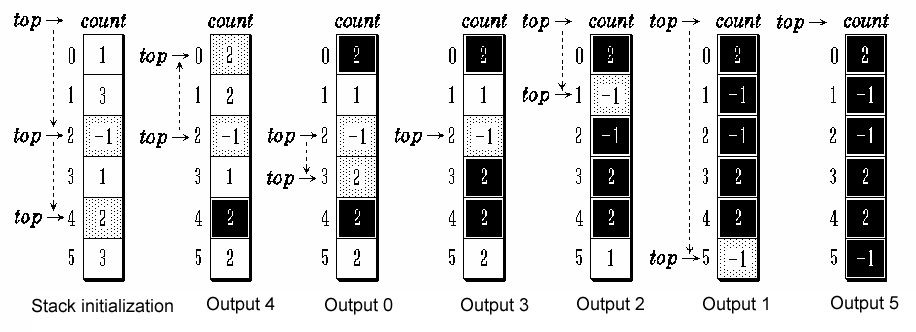 top count count count count top count top count top count
0 1 top 0 2 0 2 0 2 0 2 0 2 0 2
1 3 1 2 1 1 1 1 top 1 -1 1 -1 1 -1
top 2 -1 top 2 -1 top 2 -1 top 2 -1 2 -1 2 -1 2 -1
3 1 3 1 top 3 2 3 2 3 2 3 2 3 2
top 4 2 4 2 4 2 4 2 4 2 4 2 4 2
5 3 5 2 5 2 5 2 5 1 top 5 -1 5 -1
Stack initialization Output 4 Output 0 Output 3 Output 2 Output 1 Output 5